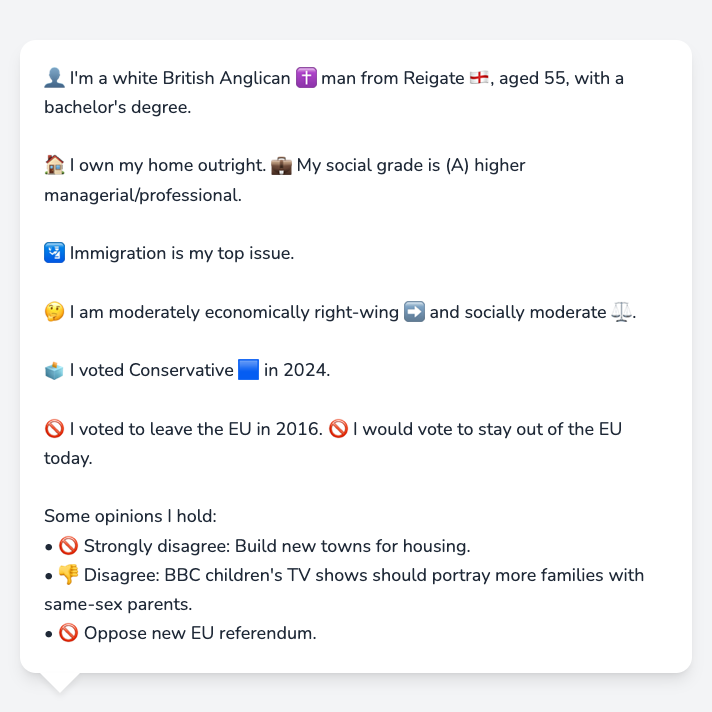 👤 I'm a white British Anglican ✝️ man from Reigate 🏴󠁧󠁢󠁥󠁮󠁧󠁿, aged 55, with a
bachelor's degree.
🏠 I own my home outright. 💼 My social grade is (A) higher
managerial/professional.
🛂 Immigration is my top issue.
🤔 I am moderately economically right-wing ➡️ and socially moderate ⚖️.
🗳️ I voted Conservative 🟦 in 2024.
🚫 I voted to leave the EU in 2016. 🚫 I would vote to stay out of the EU
today.
Some opinions I hold:
• 🚫 Strongly disagree: Build new towns for housing.
• 👎 Disagree: BBC children's TV shows should portray more families with
same-sex parents.
• 🚫 Oppose new EU referendum.